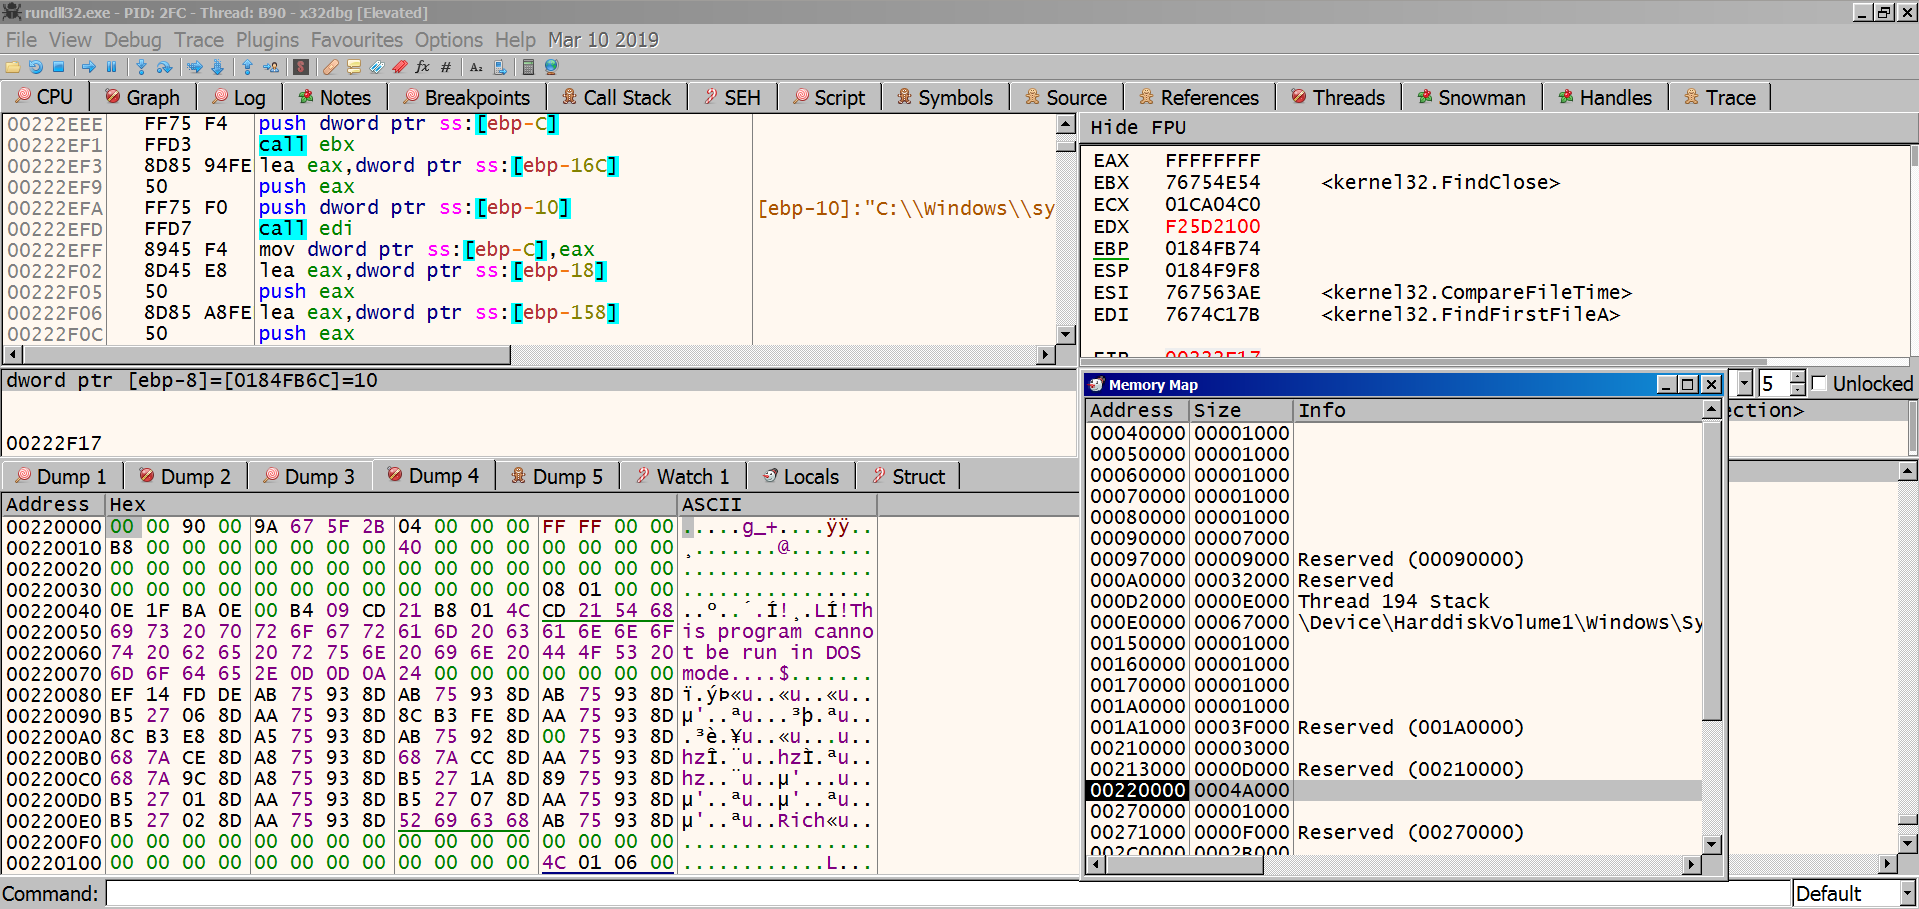 rundll32.exe - PID: 2FC - Thread: B90 - x32dbg [Elevated]
File View Debug Trace Plugins Favourites Options Help Mar 10 2019
CPU Graph Log Notes Breakpoints Call Stack SEH Script Symbols Source References Threads Snowman Handles Trace
00222EEE FF75 F4 push dword ptr ss:[ebp-C]
00222EF1 FFD3 call ebx
00222EF3 8D85 94FE lea eax,dword ptr ss:[ebp-16C]
00222EF9 50 push eax
00222EFA FF75 F0 push dword ptr ss:[ebp-10] [ebp-10]:"C:\\Windows\\sy
00222EFD FFD7 call edi
00222EFF 8945 F4 mov dword ptr ss:[ebp-C],eax
00222F02 8D45 E8 lea eax,dword ptr ss:[ebp-18]
00222F05 50 push eax
00222F06 8D85 A8FE lea eax,dword ptr ss:[ebp-158]
00222F0C 50 push eax
dword ptr [ebp-8]=[0184FB6C]=10
00222F17
Hide FPU
EAX FFFFFFFF
EBX 76754E54 <kernel32.FindClose>
ECX 01CA04C0
EDX F25D2100
EBP 0184FB74
ESP 0184F9F8
ESI 767563AE <kernel32.CompareFileTime>
EDI 7674C17B <kernel32.FindFirstFileA>
EIP 00222F17
5 Unlocked
ection>
Dump 1 Dump 2 Dump 3 Dump 4 Dump 5 Watch 1 Locals Struct
Address Hex ASCII
00220000 00 00 90 00 9A 67 5F 2B 04 00 00 00 FF FF 00 00 .....g_+....ÿÿ..
00220010 B8 00 00 00 00 00 00 00 40 00 00 00 00 00 00 00 ¸.......@.......
00220020 00 00 00 00 00 00 00 00 00 00 00 00 00 00 00 00 ................
00220030 00 00 00 00 00 00 00 00 00 00 00 00 08 01 00 00 ................
00220040 0E 1F BA 0E 00 B4 09 CD 21 B8 01 4C CD 21 54 68 ..º..´.Í!¸.LÍ!Th
00220050 69 73 20 70 72 6F 67 72 61 6D 20 63 61 6E 6E 6F is program canno
00220060 74 20 62 65 20 72 75 6E 20 69 6E 20 44 4F 53 20 t be run in DOS
00220070 6D 6F 64 65 2E 0D 0D 0A 24 00 00 00 00 00 00 00 mode....$.......
00220080 EF 14 FD DE AB 75 93 8D AB 75 93 8D AB 75 93 8D ï.ýÞ«u..«u..«u..
00220090 B5 27 06 8D AA 75 93 8D 8C B3 FE 8D AA 75 93 8D µ'..ªu...³þ.ªu..
002200A0 8C B3 E8 8D A5 75 93 8D AB 75 92 8D 00 75 93 8D .³è.¥u..«u...u..
002200B0 68 7A CE 8D A8 75 93 8D 68 7A CC 8D AA 75 93 8D hzÎ.¨u..hzÌ.ªu..
002200C0 68 7A 9C 8D A8 75 93 8D B5 27 1A 8D 89 75 93 8D hz..¨u..µ'...u..
002200D0 B5 27 01 8D AA 75 93 8D B5 27 07 8D AA 75 93 8D µ'..ªu..µ'..ªu..
002200E0 B5 27 02 8D AA 75 93 8D 52 69 63 68 AB 75 93 8D µ'..ªu..Rich«u..
002200F0 00 00 00 00 00 00 00 00 00 00 00 00 00 00 00 00 ................
00220100 00 00 00 00 00 00 00 00 00 00 00 00 4C 01 06 00 ............L...
Memory Map
Address Size Info
00040000 00001000
00050000 00001000
00060000 00001000
00070000 00001000
00080000 00001000
00090000 00007000
00097000 00009000 Reserved (00090000)
000A0000 00032000 Reserved
000D2000 0000E000 Thread 194 Stack
000E0000 00067000 \Device\HarddiskVolume1\Windows\Sy
00150000 00001000
00160000 00001000
00170000 00001000
001A0000 00001000
001A1000 0003F000 Reserved (001A0000)
00210000 00003000
00213000 0000D000 Reserved (00210000)
00220000 0004A000
00270000 00001000
00271000 0000F000 Reserved (00270000)
002C0000 0002B000
Command: Default